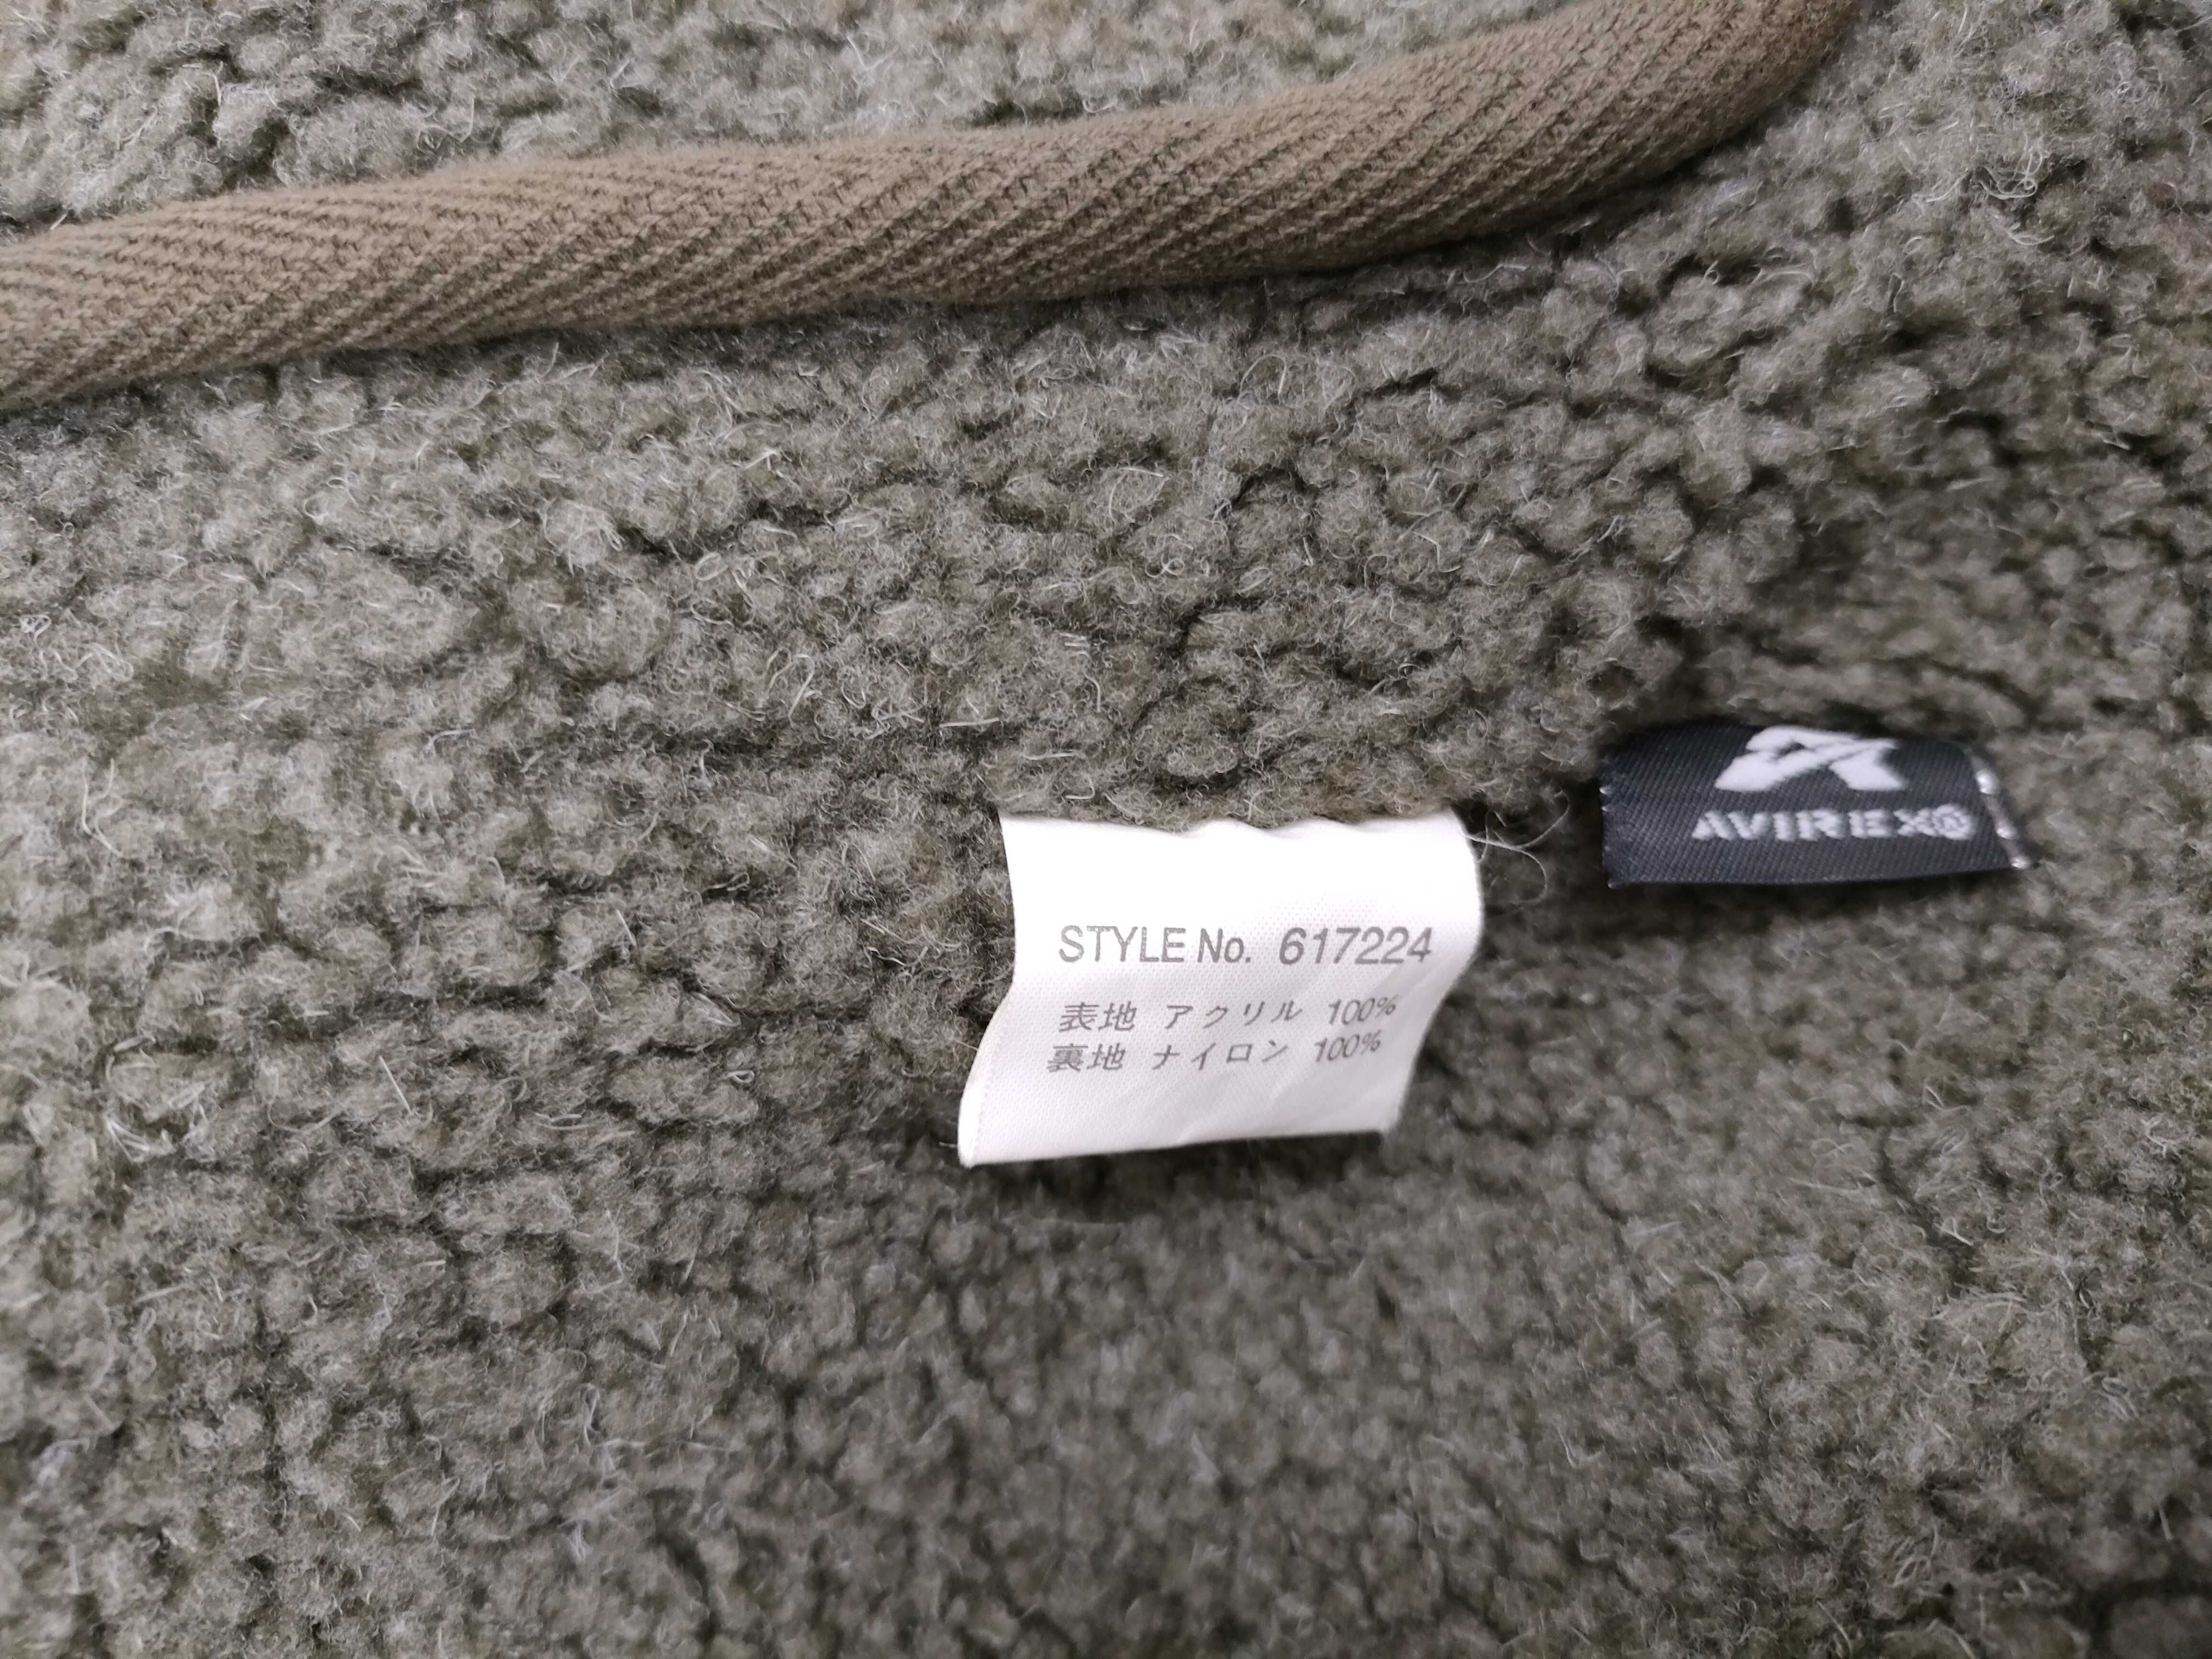 AVIREX®
STYLE No. 617224
表地 アクリル 100%
裏地 ナイロン 100%